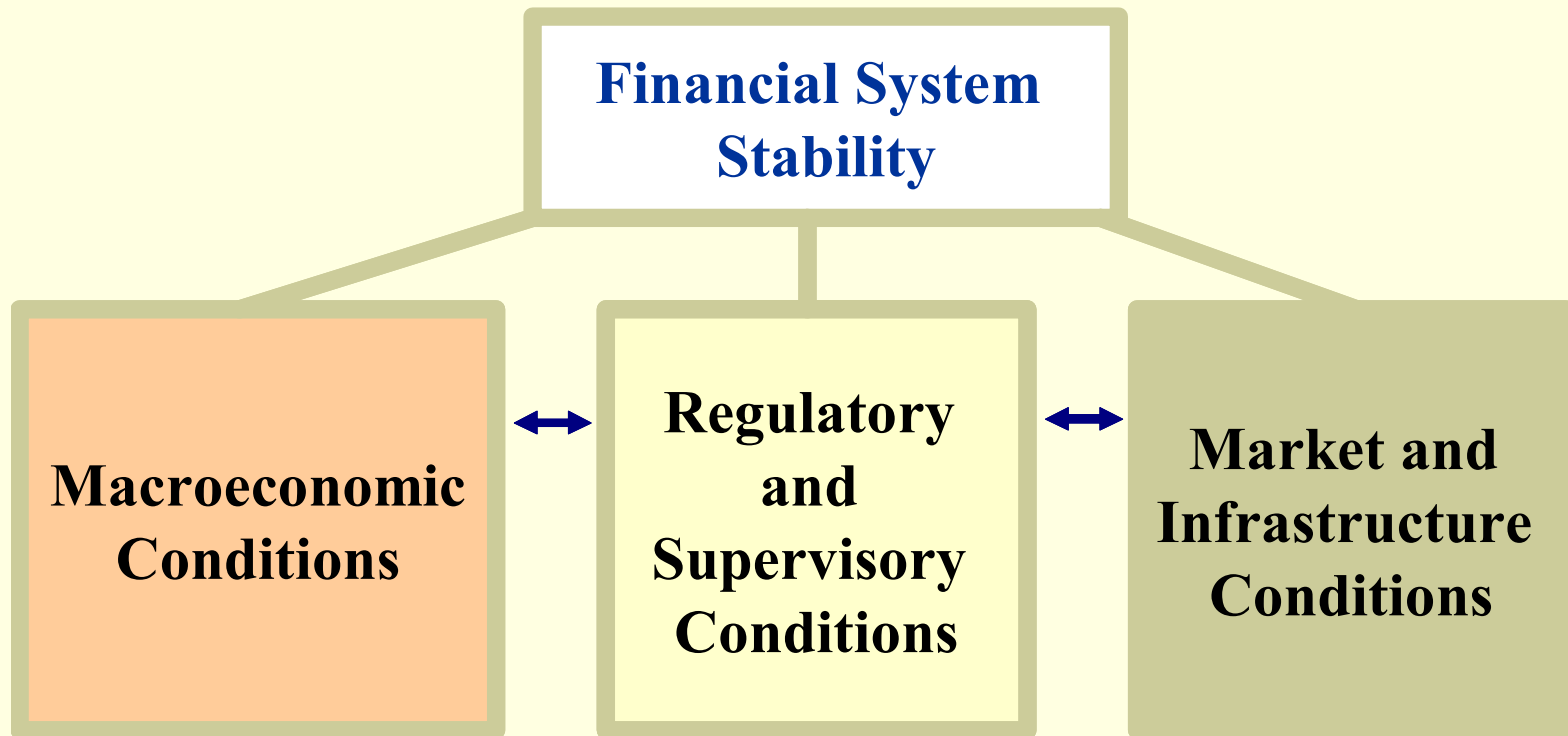 Financial System
Stability
Macroeconomic
Conditions
Regulatory
and
Supervisory
Conditions
Market and
Infrastructure
Conditions